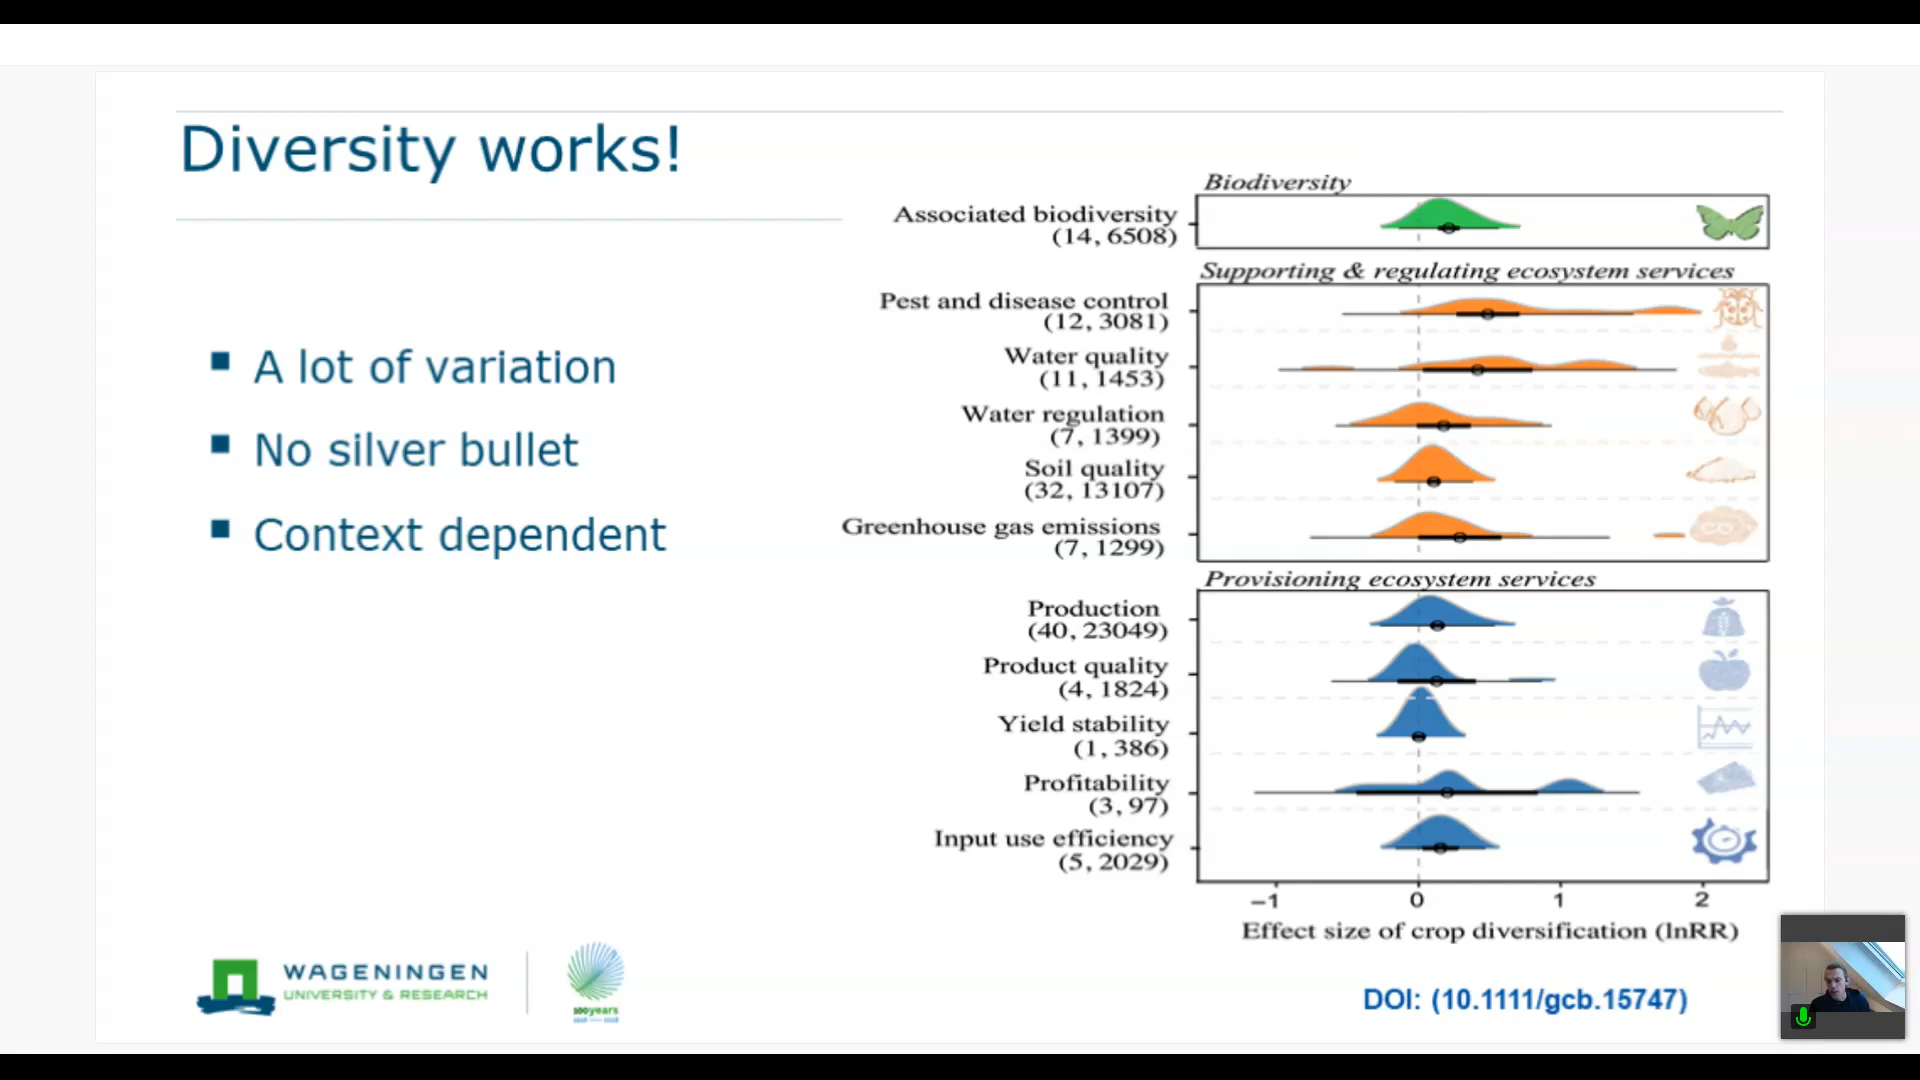 Diversity works!
A lot of variation
No silver bullet
Context dependent
Biodiversity
Associated biodiversity
(14, 6508)
Supporting & regulating ecosystem services
Pest and disease control
(12, 3081)
Water quality
(11, 1453)
Water regulation
(7, 1399)
Soil quality
(32, 13107)
Greenhouse gas emissions
(7, 1299)
Provisioning ecosystem services
Production
(40, 23049)
Product quality
(4, 1824)
Yield stability
(1, 386)
Profitability
(3, 97)
Input use efficiency
(5, 2029)
−1 0 1 2
Effect size of crop diversification (lnRR)
WAGENINGEN
UNIVERSITY & RESEARCH
100years
DOI: (10.1111/gcb.15747)